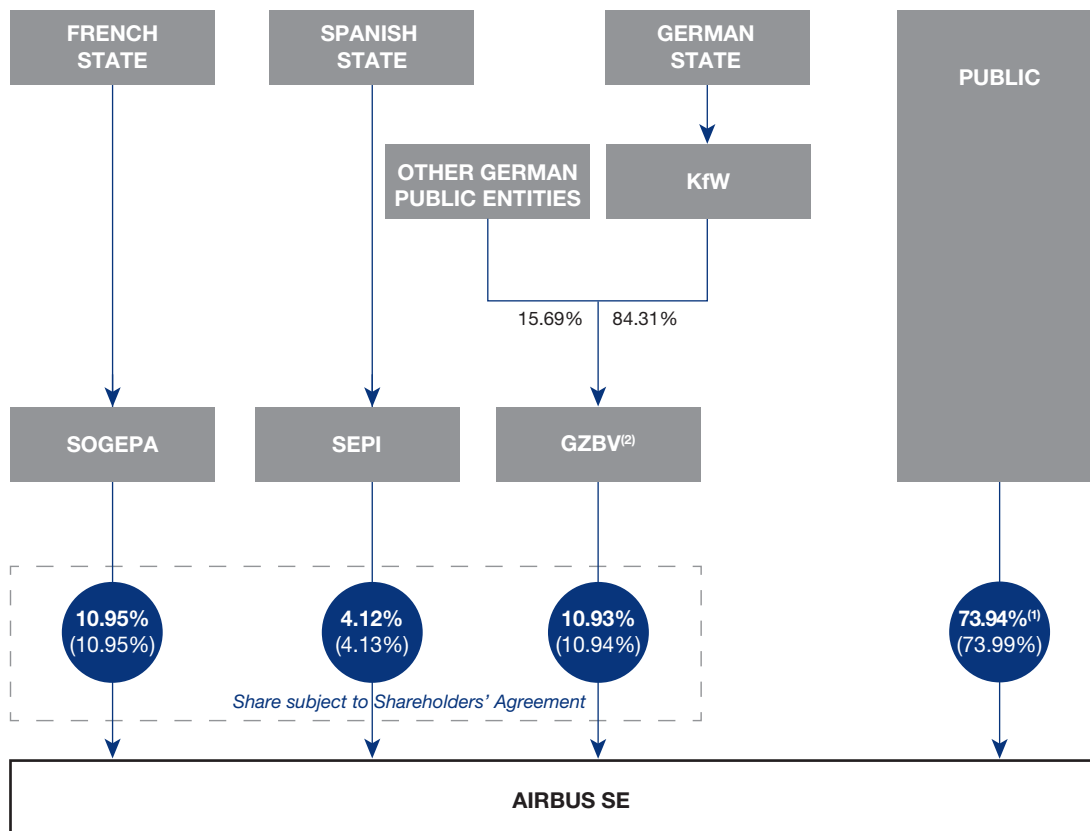 FRENCH
STATE
SPANISH
STATE
GERMAN
STATE
PUBLIC
OTHER GERMAN
PUBLIC ENTITIES
KfW
15.69%
84.31%
SOGEPA
SEPI
GZBV(2)
10.95%
(10.95%)
4.12%
(4.13%)
10.93%
(10.94%)
73.94%(1)
(73.99%)
Share subject to Shareholders' Agreement
AIRBUS SE